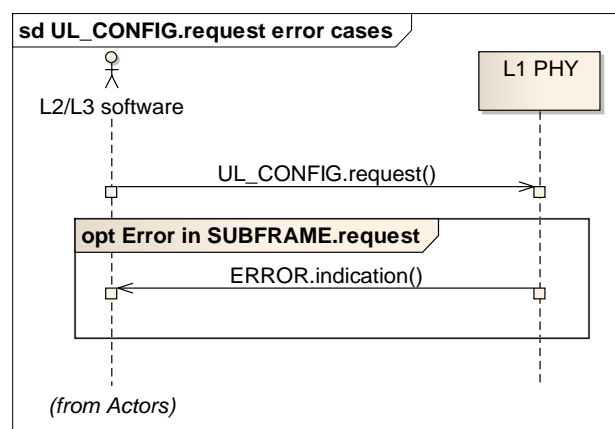 sd UL_CONFIG.request error cases
L2/L3 software
L1 PHY
UL_CONFIG.request()
opt Error in SUBFRAME.request
ERROR.indication()
(from Actors)